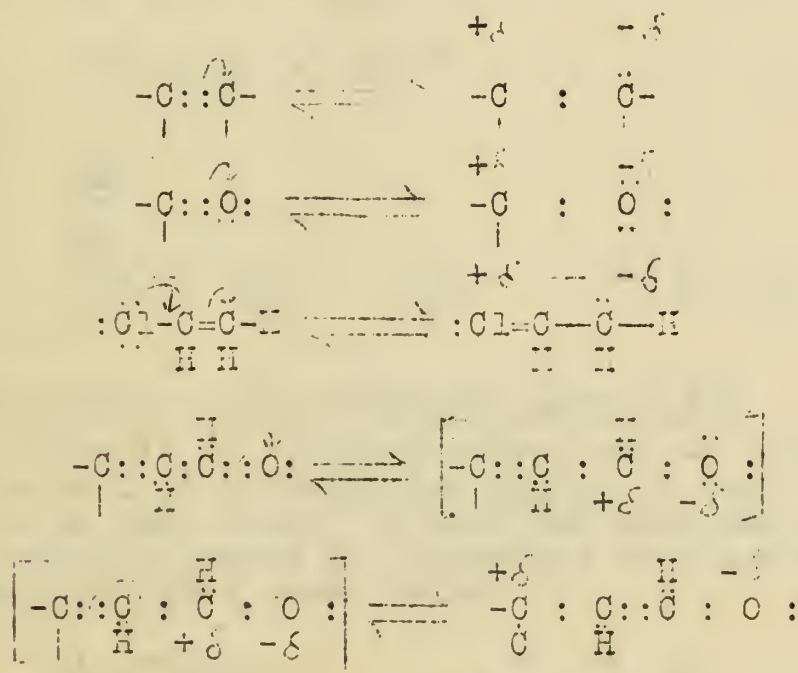 +δ −δ
-C::C- ⇌ -C : C̈-
+δ −δ
-C::O: ⇌ -C : O :
+δ — −δ
:Cl-C=C-H ⇌ :Cl=C—C—H
H H H H
H H
-C::C:C::O: ⇌ [-C::C : C : O :]
H H +δ −δ
H +δ H −
[-C::C : C : O :] ⇌ -C : C::C : O :
H +δ −δ C H